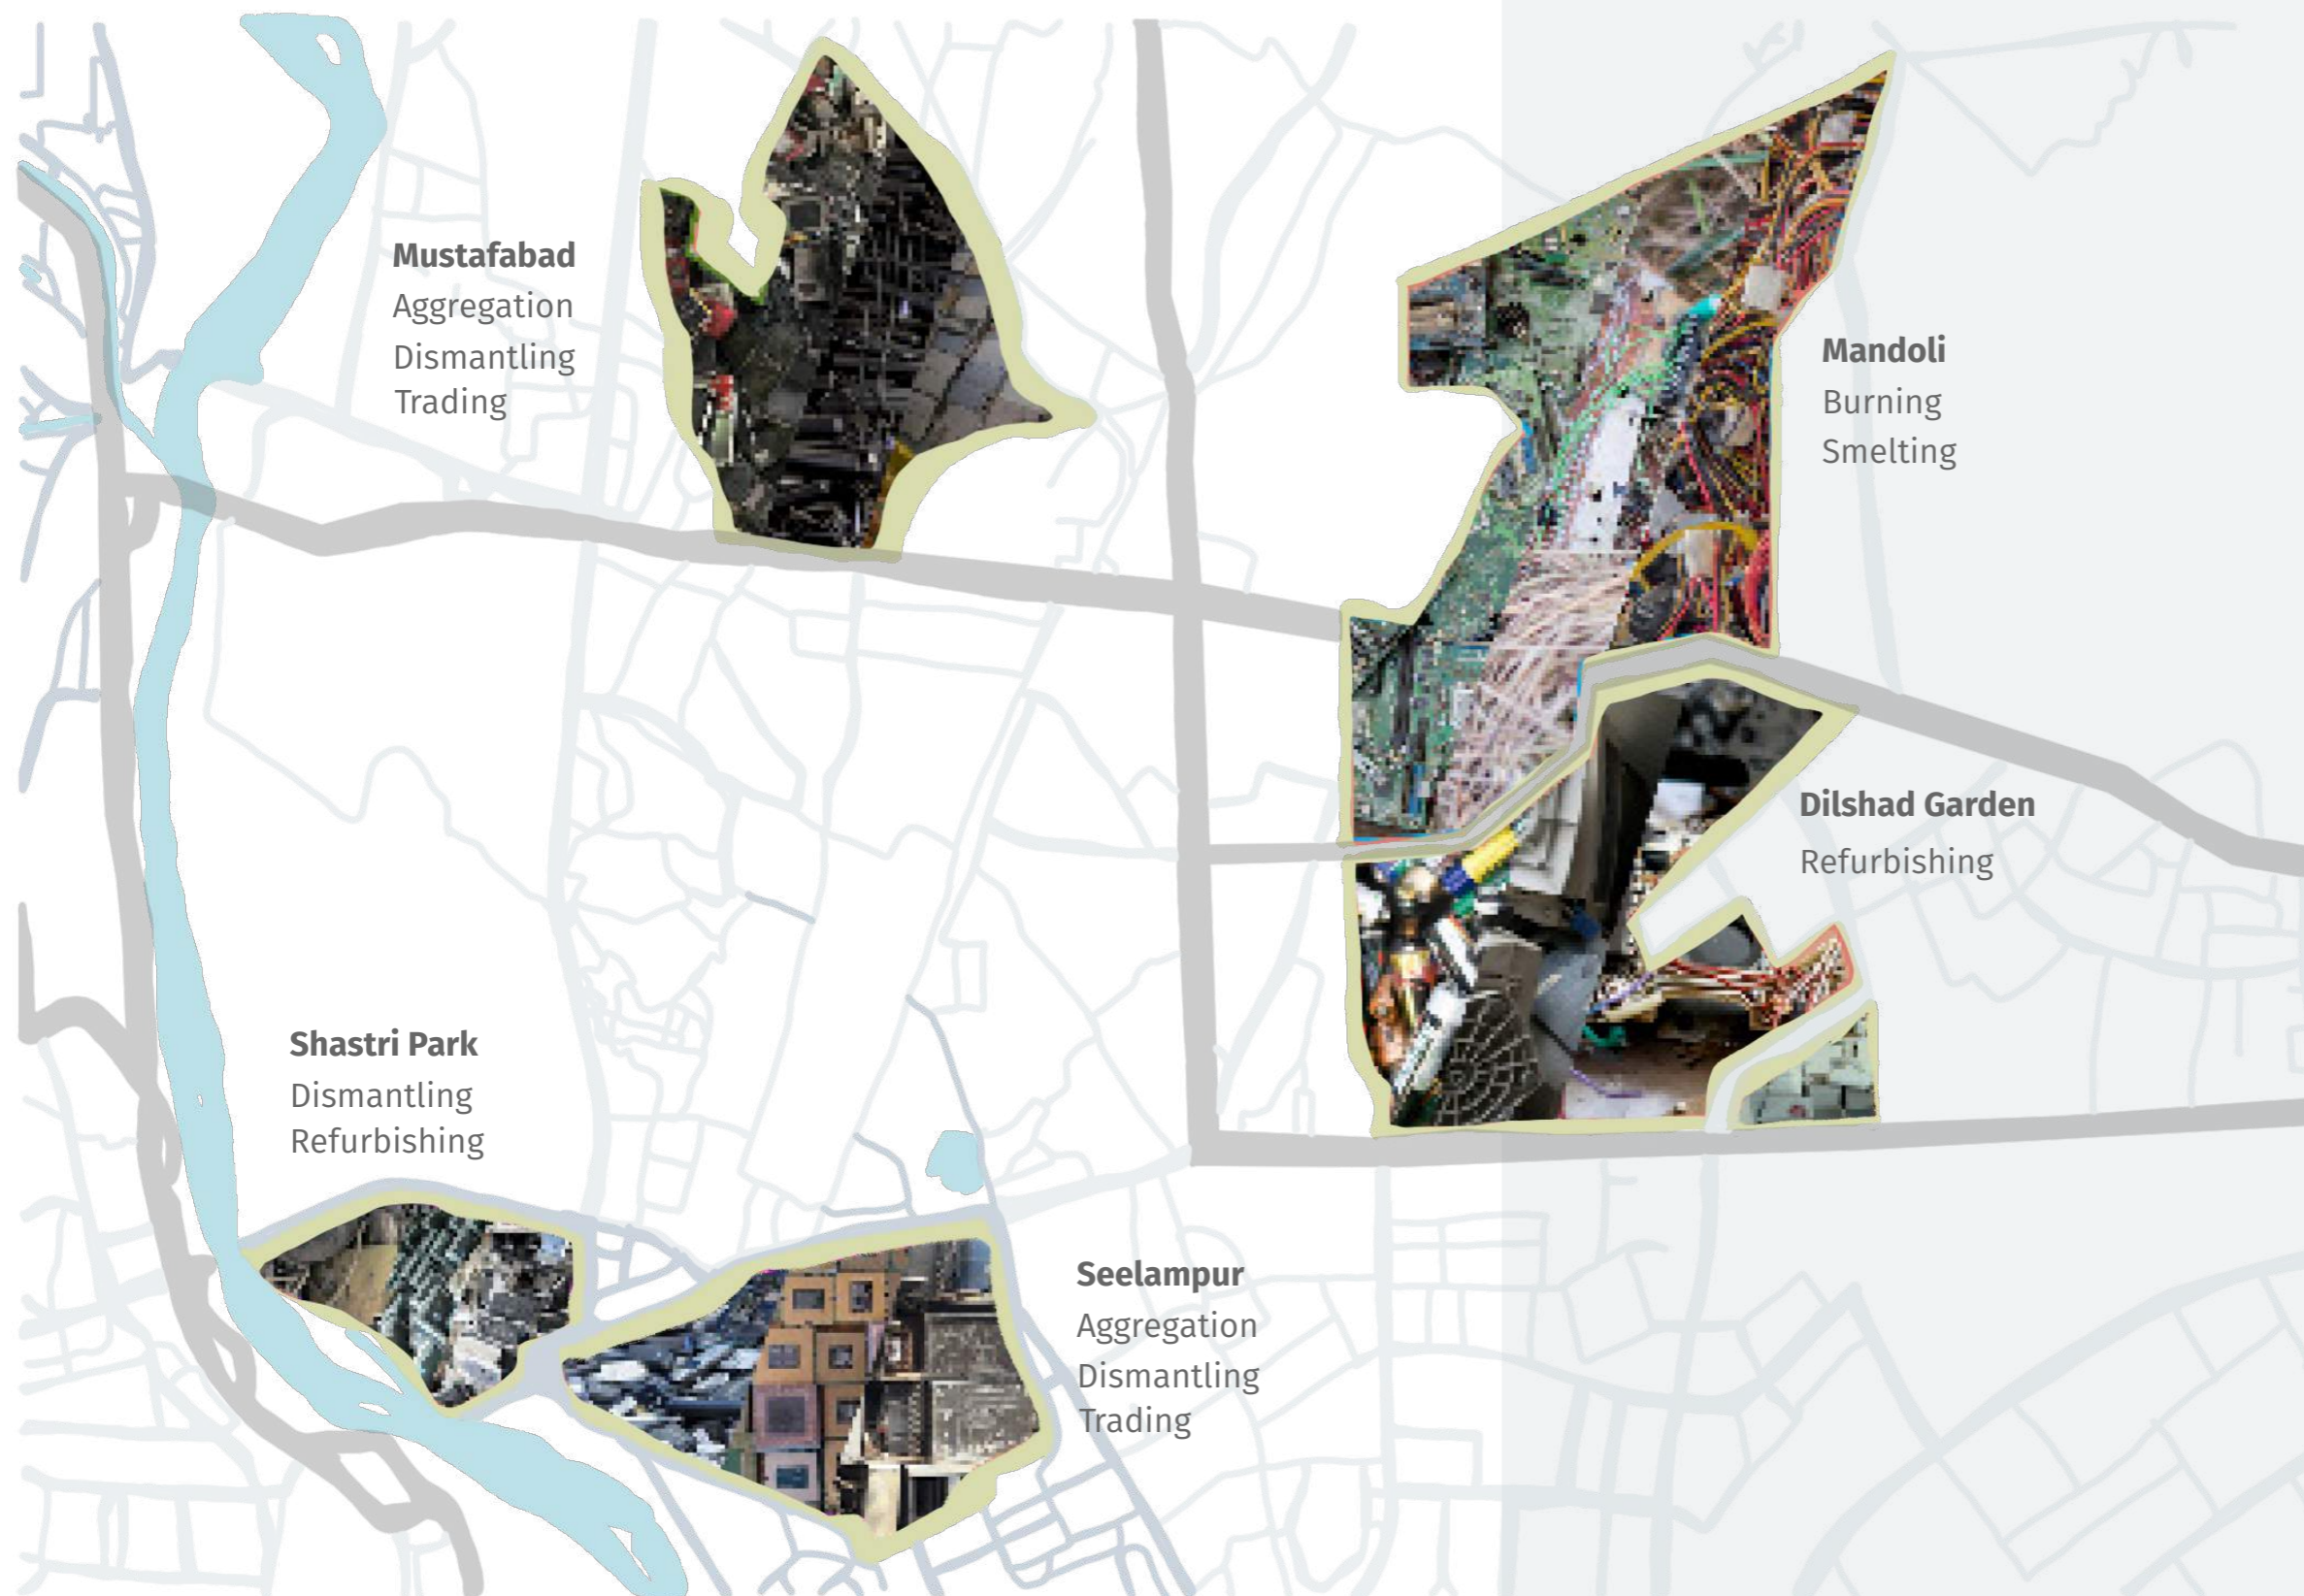 Mustafabad
Aggregation
Dismantling
Trading
Mandoli
Burning
Smelting
Dilshad Garden
Refurbishing
Shastri Park
Dismantling
Refurbishing
Seelampur
Aggregation
Dismantling
Trading